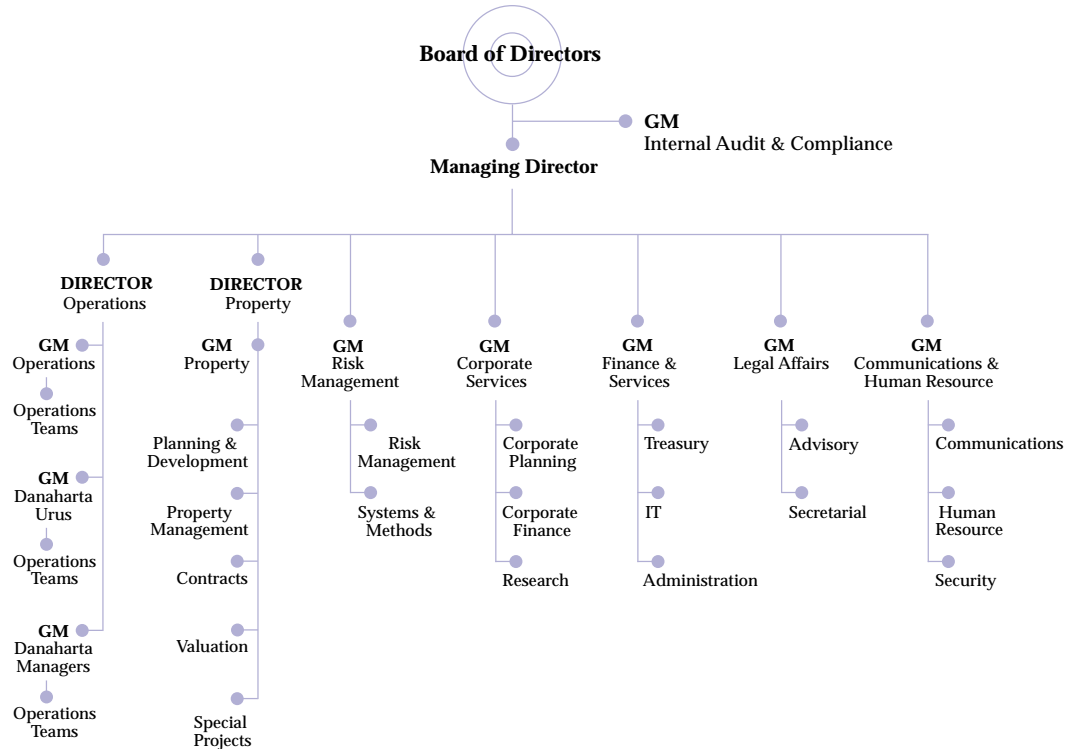 Board of Directors
GM
Internal Audit & Compliance
Managing Director
DIRECTOR
Operations
GM
Operations
Operations
Teams
GM
Danaharta
Urus
Operations
Teams
GM
Danaharta
Managers
Operations
Teams
DIRECTOR
Property
GM
Property
Planning &
Development
Property
Management
Contracts
Valuation
Special
Projects
GM
Risk
Management
Risk
Management
Systems &
Methods
GM
Corporate
Services
Corporate
Planning
Corporate
Finance
Research
GM
Finance &
Services
Treasury
IT
Administration
GM
Legal Affairs
Advisory
Secretarial
GM
Communications &
Human Resource
Communications
Human
Resource
Security